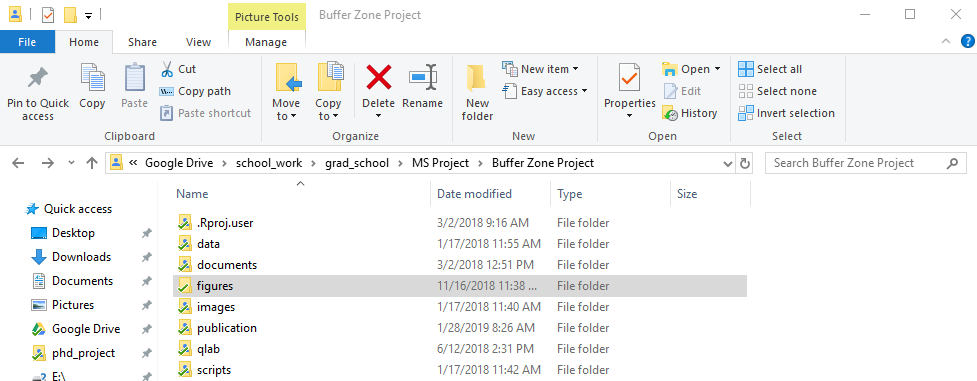 Picture Tools Buffer Zone Project
File Home Share View Manage
Pin to Quick access
Copy
Paste
Cut
Copy path
Paste shortcut
Clipboard
Move to
Copy to
Delete
Rename
Organize
New folder
New item
Easy access
New
Properties
Open
Edit
History
Open
Select all
Select none
Invert selection
Select
« Google Drive > school_work > grad_school > MS Project > Buffer Zone Project
Search Buffer Zone Project
Quick access
Desktop
Downloads
Documents
Pictures
Google Drive
phd_project
E:\
Name Date modified Type Size
.Rproj.user 3/2/2018 9:16 AM File folder
data 1/17/2018 11:55 AM File folder
documents 3/2/2018 12:51 PM File folder
figures 11/16/2018 11:38 ... File folder
images 1/17/2018 11:40 AM File folder
publication 1/28/2019 8:26 AM File folder
qlab 6/12/2018 2:31 PM File folder
scripts 1/17/2018 11:42 AM File folder